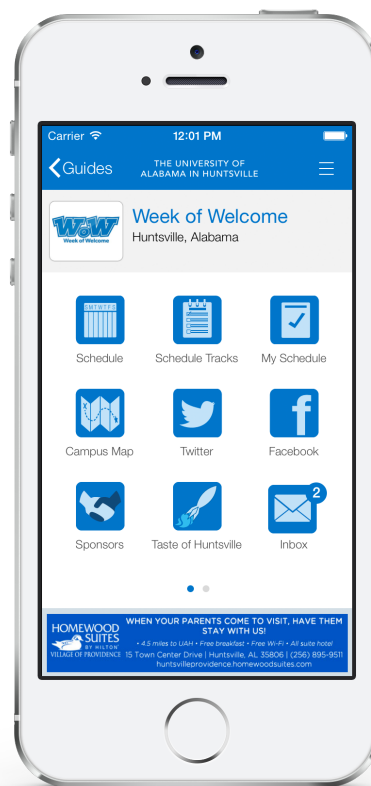 Carrier 12:01 PM
Guides
THE UNIVERSITY OF
ALABAMA IN HUNTSVILLE
WoW
Week of Welcome
Week of Welcome
Huntsville, Alabama
SMTWTFS
Schedule Schedule Tracks My Schedule
Campus Map Twitter Facebook
2
Sponsors Taste of Huntsville Inbox
HOMEWOOD
SUITES
BY HILTON
VILLAGE OF PROVIDENCE
WHEN YOUR PARENTS COME TO VISIT, HAVE THEM
STAY WITH US!
• 4.5 miles to UAH • Free breakfast • Free Wi-Fi • All suite hotel
15 Town Center Drive | Huntsville, AL 35806 | (256) 895-9511
huntsvilleprovidence.homewoodsuites.com